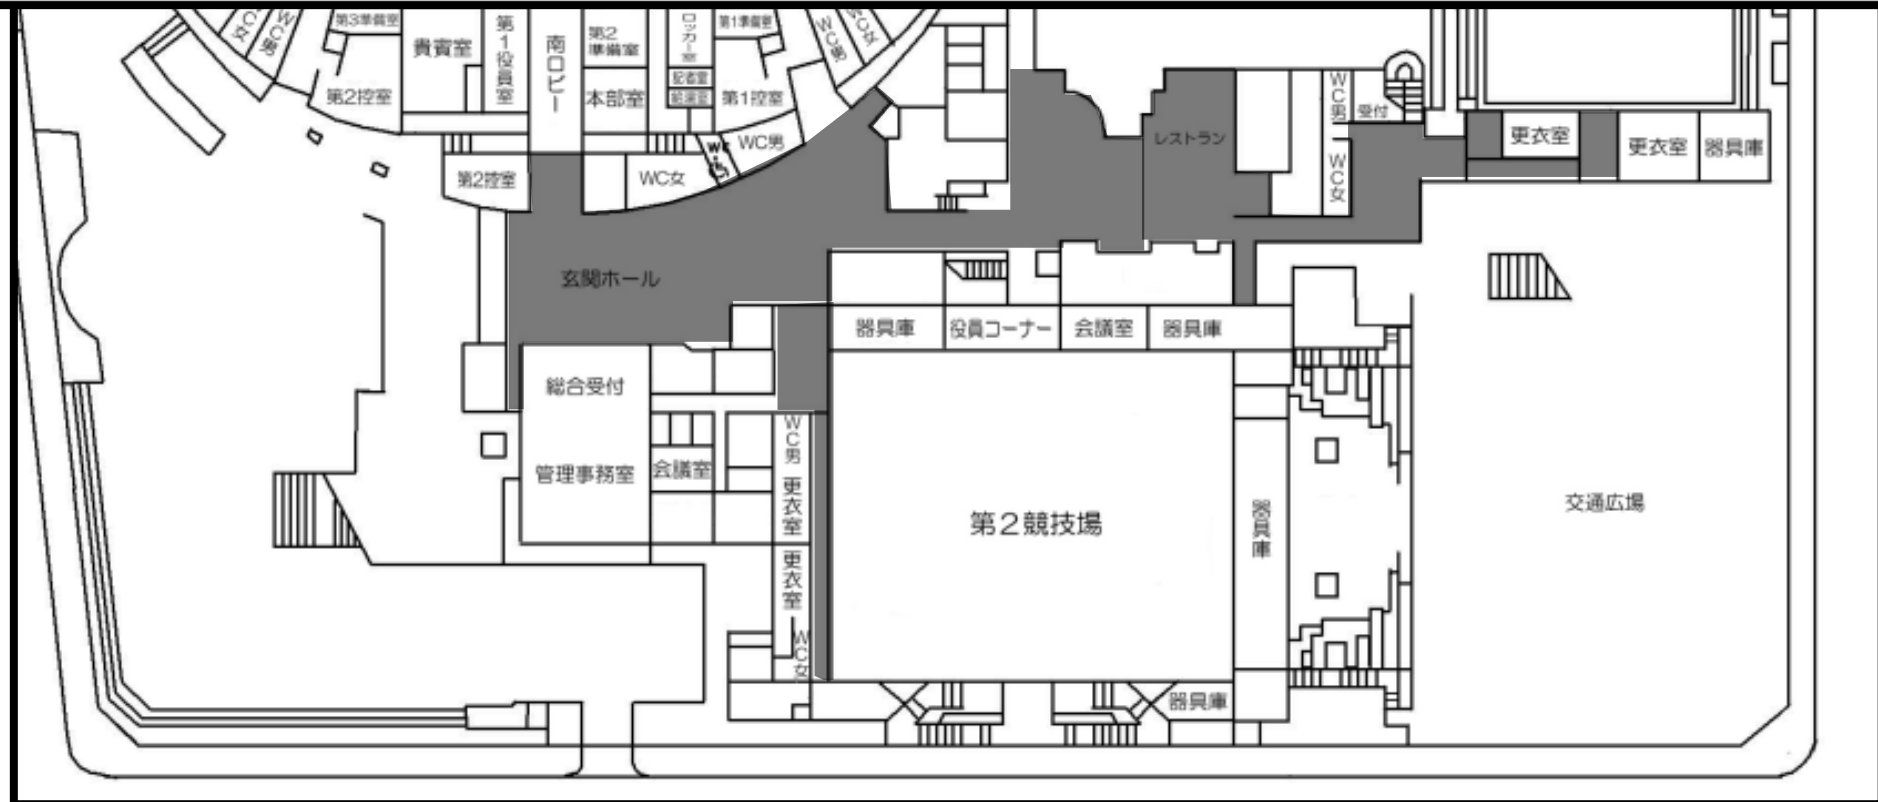 WC女
WC男
第3準備室
貴賓室
第1役員室
南ロビー
第2
準備室
ロッカー室
第1準備室
WC男
WC女
第2控室
本部室
記者室
給湯室
第1控室
WC男
受付
レストラン
更衣室
更衣室
器具庫
WC男
第2控室
WC女
WC女
玄関ホール
器具庫
役員コーナー
会議室
器具庫
総合受付
管理事務室
会議室
WC男
更衣室
更衣室
WC女
第2競技場
器具庫
交通広場
器具庫